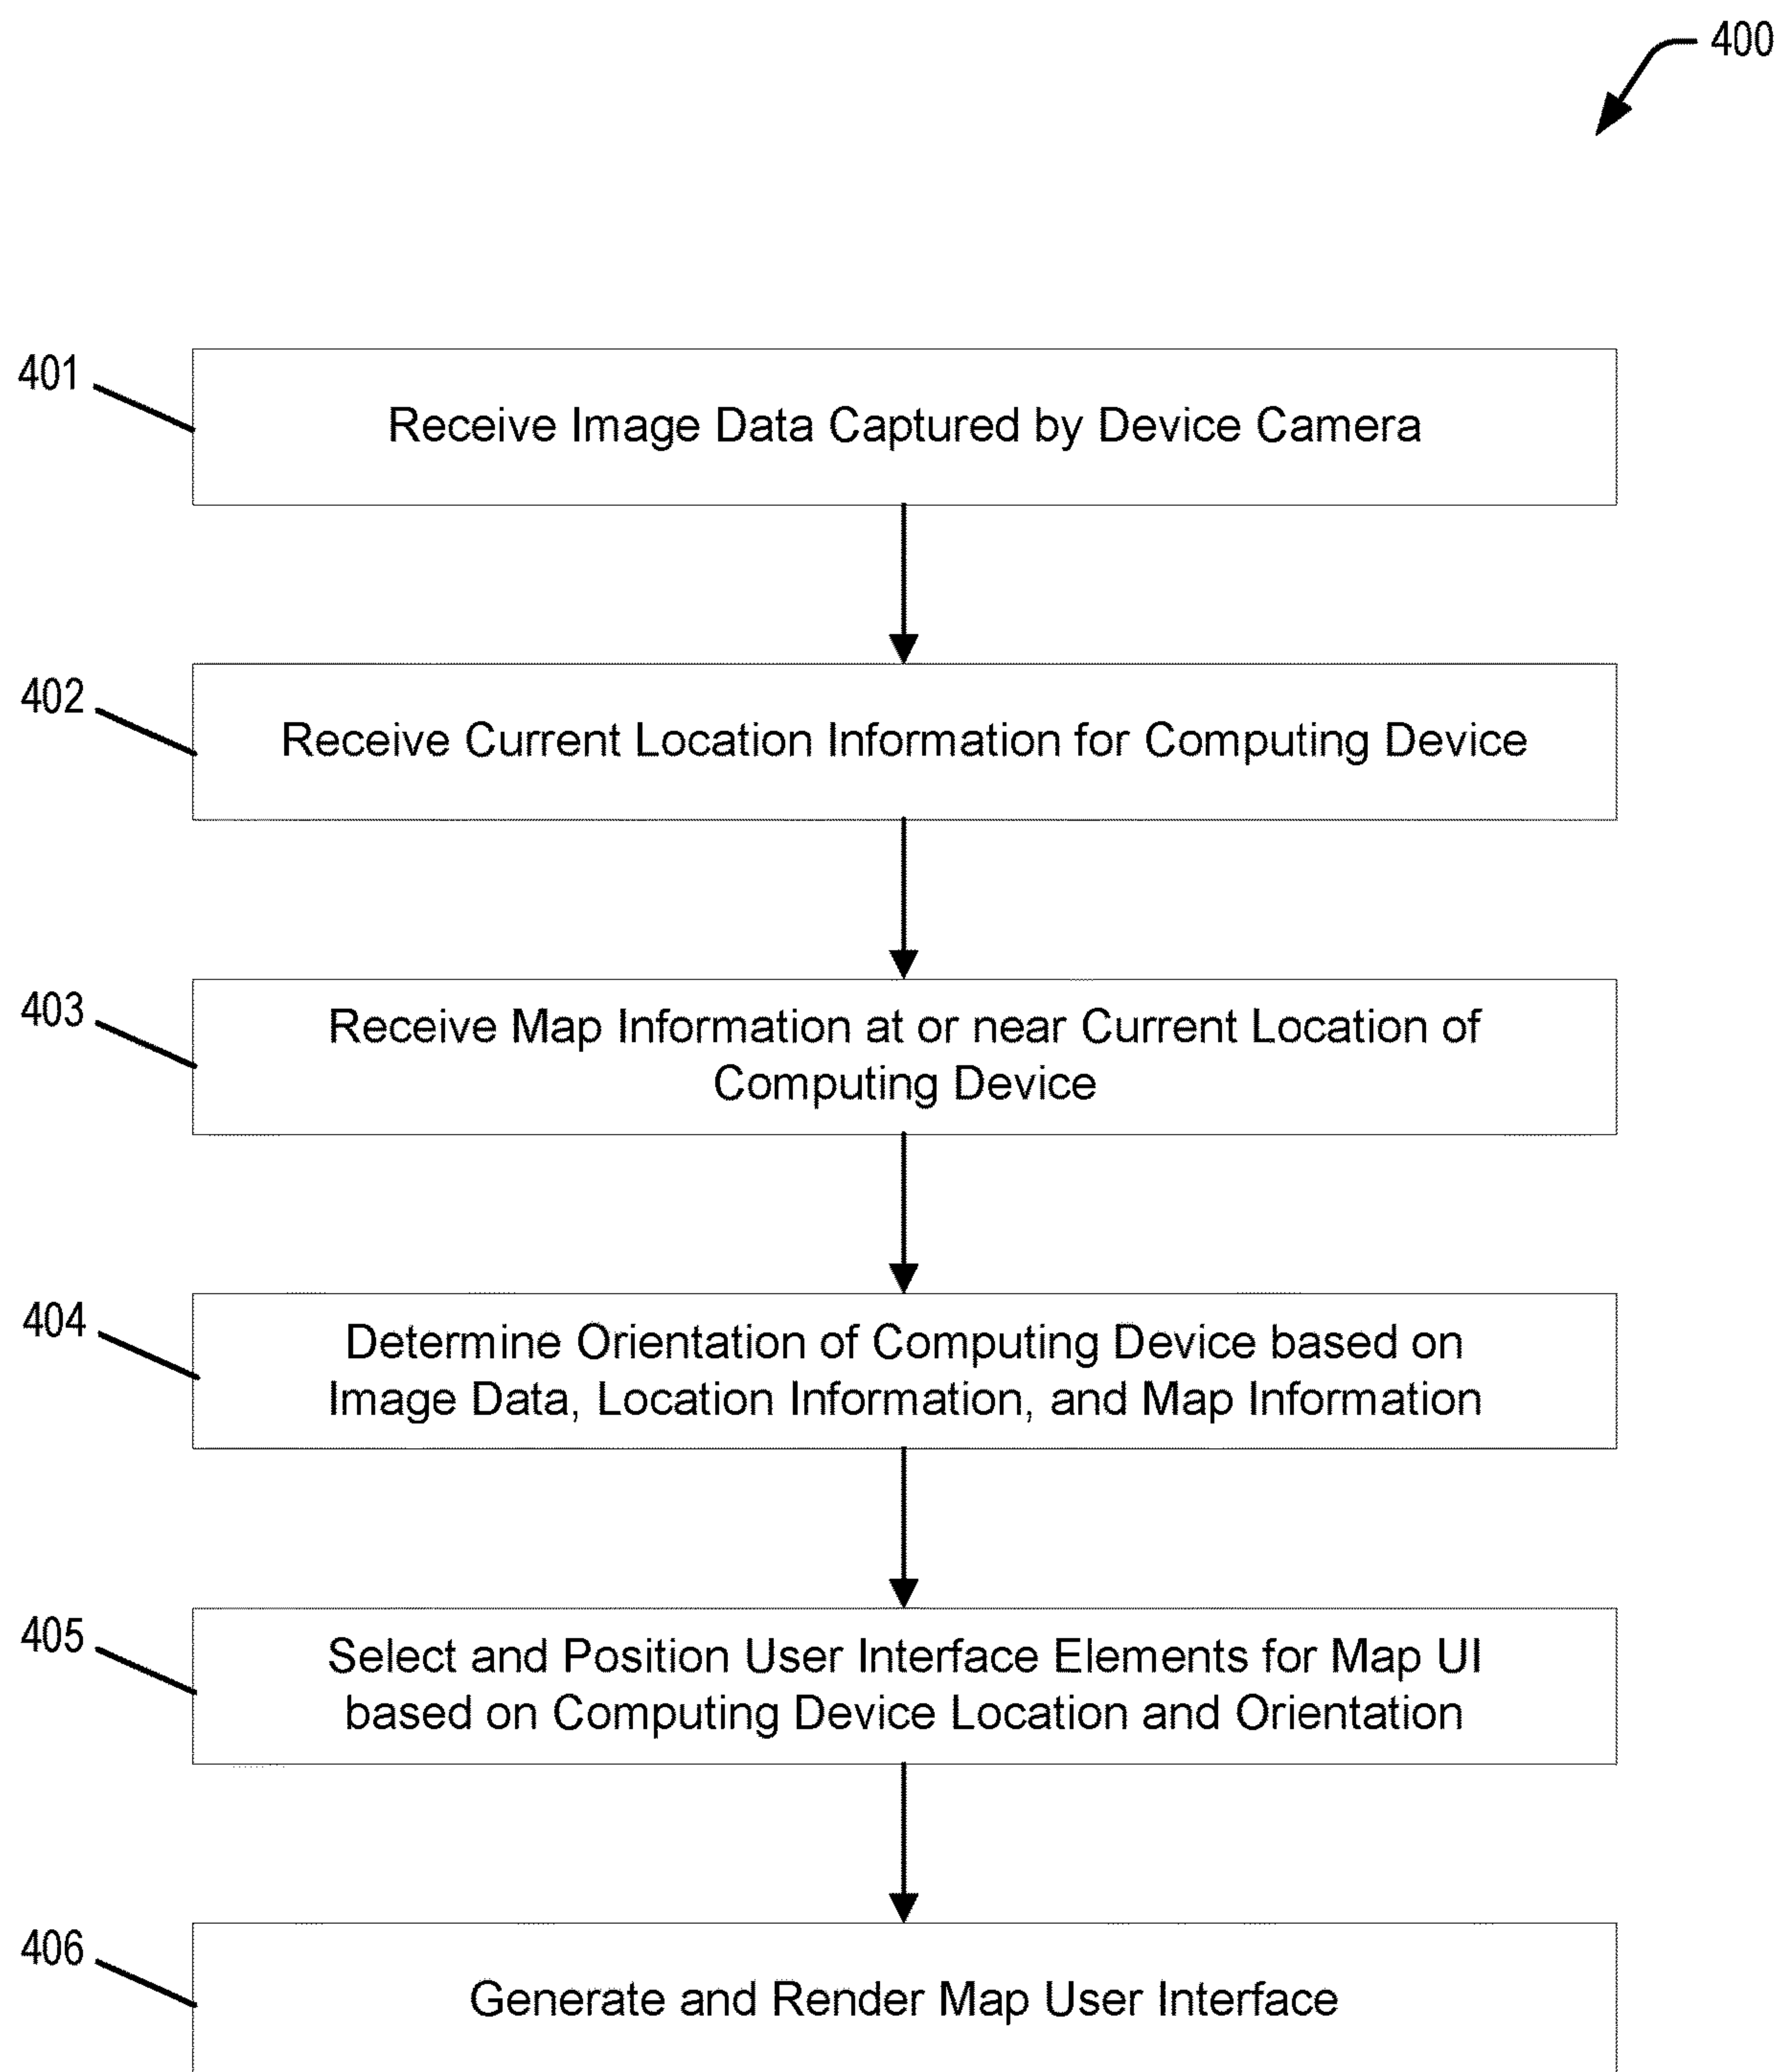 400
401
Receive Image Data Captured by Device Camera
402
Receive Current Location Information for Computing Device
403
Receive Map Information at or near Current Location of
Computing Device
404
Determine Orientation of Computing Device based on
Image Data, Location Information, and Map Information
405
Select and Position User Interface Elements for Map UI
based on Computing Device Location and Orientation
406
Generate and Render Map User Interface